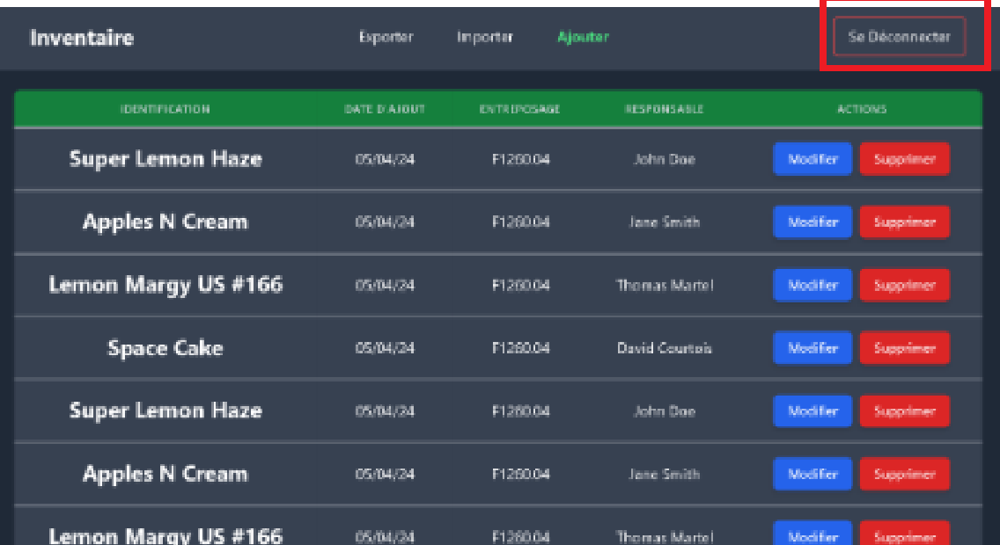 Inventaire Exporter Importer Ajouter Se Déconnecter
IDENTIFICATION DATE D'AJOUT ENTREPOSAGE RESPONSABLE ACTIONS
Super Lemon Haze 05/04/24 F1260.04 John Doe Modifier Supprimer
Apples N Cream 05/04/24 F1260.04 Jane Smith Modifier Supprimer
Lemon Margy US #166 05/04/24 F1260.04 Thomas Martel Modifier Supprimer
Space Cake 05/04/24 F1260.04 David Courtois Modifier Supprimer
Super Lemon Haze 05/04/24 F1260.04 John Doe Modifier Supprimer
Apples N Cream 05/04/24 F1260.04 Jane Smith Modifier Supprimer
Lemon Margy US #166 05/04/24 F1260.04 Thomas Martel Modifier Supprimer